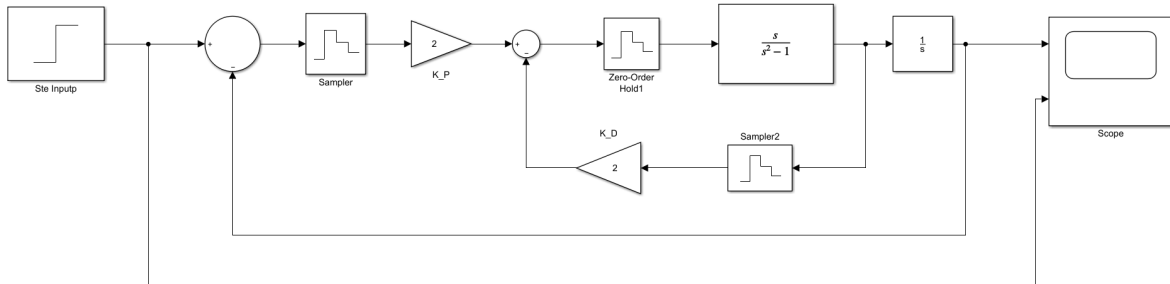 Ste Inputp
+
−
Sampler
2
K_P
+
−
Zero-Order
Hold1
s
s² − 1
1
s
Scope
K_D
2
Sampler2